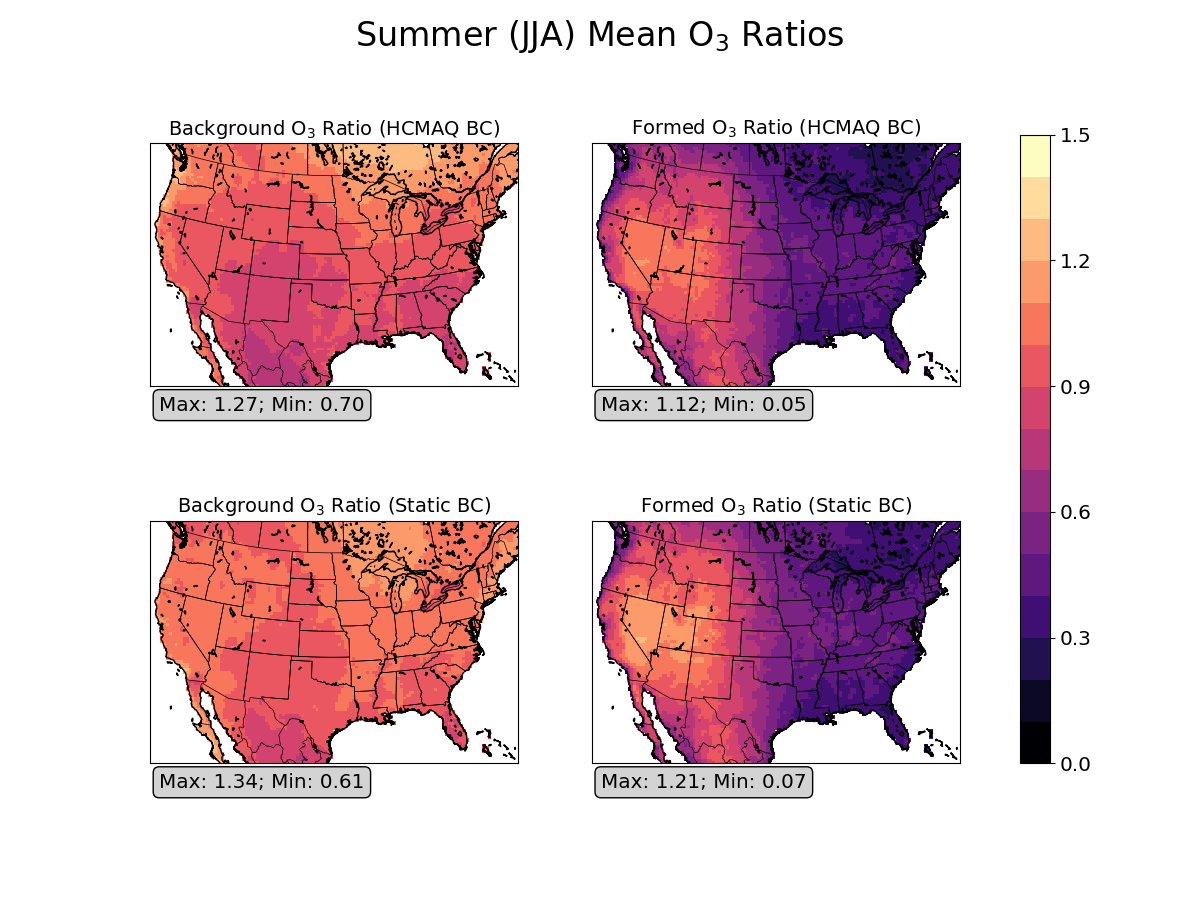 Summer (JJA) Mean O₃ Ratios
Background O₃ Ratio (HCMAQ BC)
Formed O₃ Ratio (HCMAQ BC)
Max: 1.27; Min: 0.70
Max: 1.12; Min: 0.05
Background O₃ Ratio (Static BC)
Formed O₃ Ratio (Static BC)
Max: 1.34; Min: 0.61
Max: 1.21; Min: 0.07
1.5
1.2
0.9
0.6
0.3
0.0